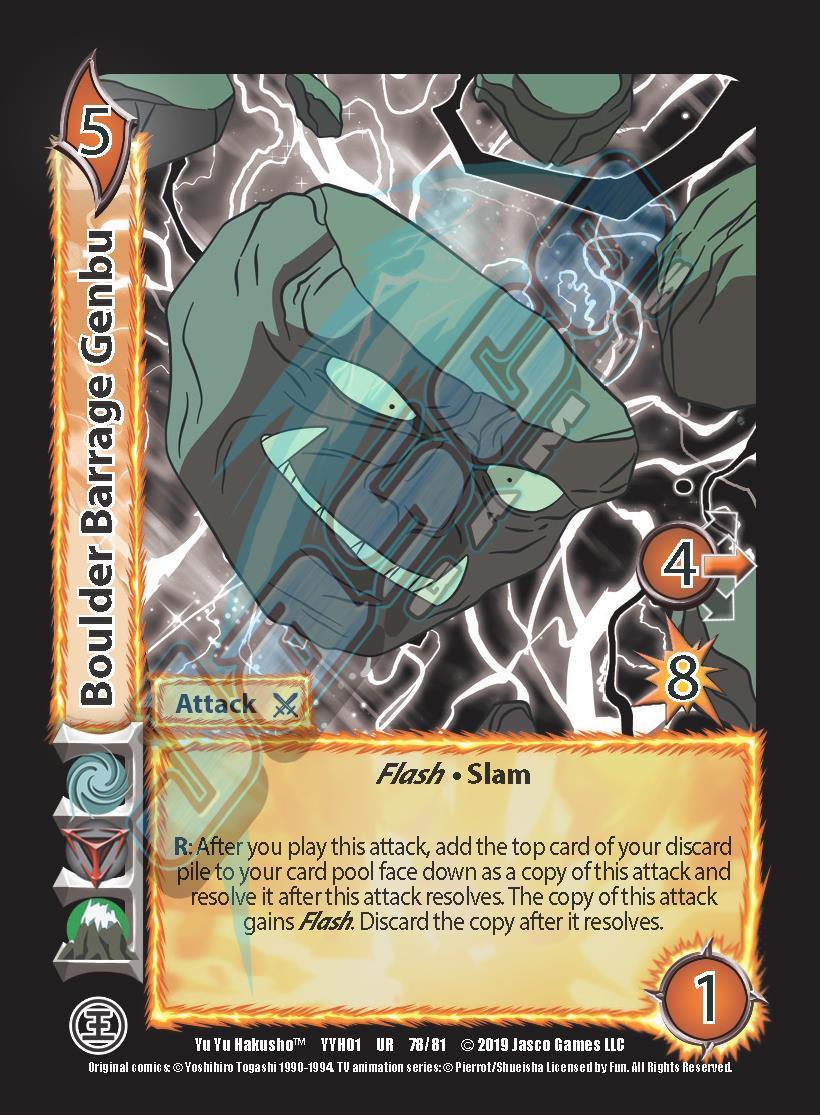 5
Boulder Barrage Genbu
4
8
Attack
Flash • Slam
R: After you play this attack, add the top card of your discard
pile to your card pool face down as a copy of this attack and
resolve it after this attack resolves. The copy of this attack
gains Flash. Discard the copy after it resolves.
1
王
Yu Yu Hakusho™ YYH01 UR 78/81 © 2019 Jasco Games LLC
Original comics: © Yoshihiro Togashi 1990-1994. TV animation series: © Pierrot/Shueisha Licensed by Fun. All Rights Reserved.
JASCO
GAMES